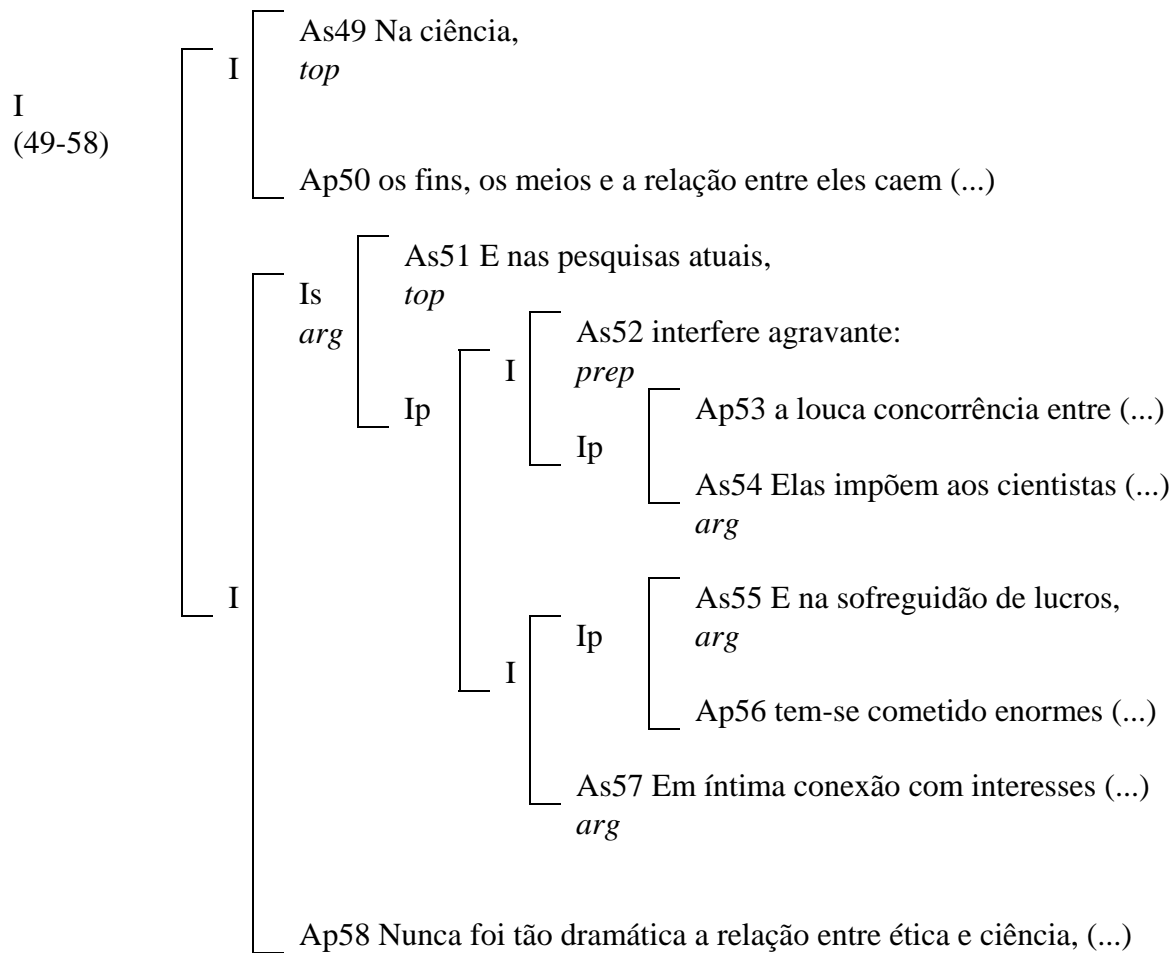 As49 Na ciência,
I
top
I
(49-58)
Ap50 os fins, os meios e a relação entre eles caem (...)
As51 E nas pesquisas atuais,
Is
top
arg
As52 interfere agravante:
I
prep
Ap53 a louca concorrência entre (...)
Ip
Ip
As54 Elas impõem aos cientistas (...)
arg
I
As55 E na sofreguidão de lucros,
Ip
arg
I
Ap56 tem-se cometido enormes (...)
As57 Em íntima conexão com interesses (...)
arg
Ap58 Nunca foi tão dramática a relação entre ética e ciência, (...)